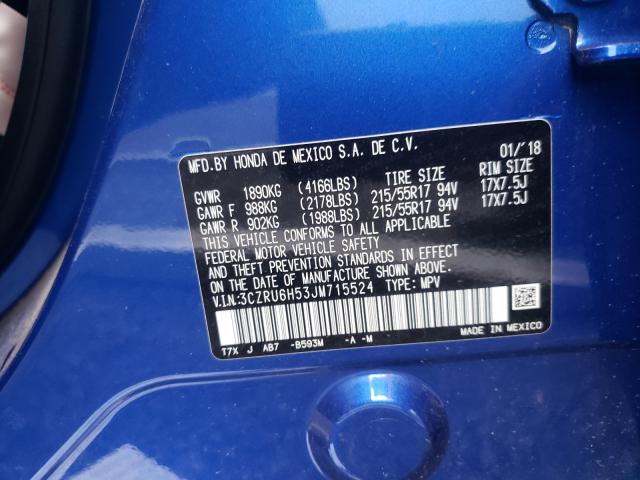 MFD.BY HONDA DE MEXICO S.A. DE C.V. 01/'18
TIRE SIZE RIM SIZE
GVWR 1890KG (4166LBS)
GAWR F 988KG (2178LBS) 215/55R17 94V 17X7.5J
GAWR R 902KG (1988LBS) 215/55R17 94V 17X7.5J
THIS VEHICLE CONFORMS TO ALL APPLICABLE
FEDERAL MOTOR VEHICLE SAFETY
AND THEFT PREVENTION STANDARDS IN EFFECT
ON THE DATE OF MANUFACTURE SHOWN ABOVE.
V.I.N:3CZRU6H53JM715524 TYPE: MPV
T7X J AB7 -B593M -A -M MADE IN MEXICO